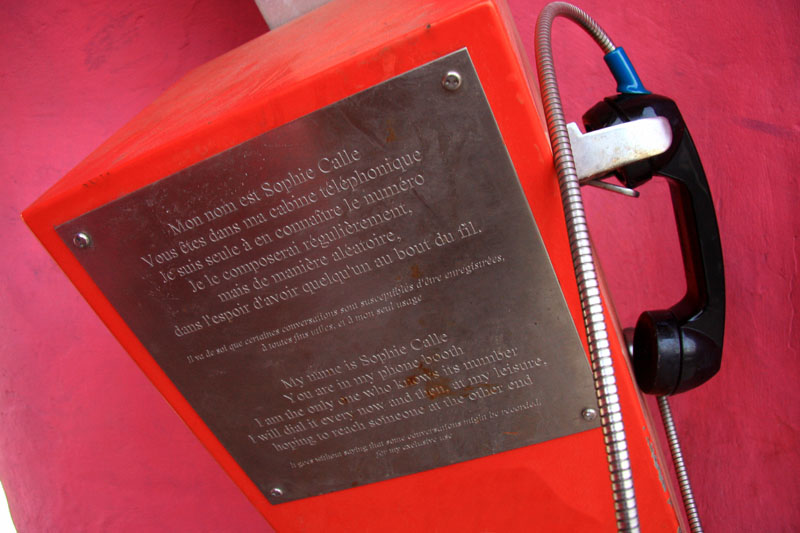 Mon nom est Sophie Calle
Vous êtes dans ma cabine téléphonique
Je suis seule à en connaître le numéro
Je le composerai régulièrement,
mais de manière aléatoire,
dans l'espoir d'avoir quelqu'un au bout du fil.
Il va de soi que certaines conversations sont susceptibles d'être enregistrées,
à toutes fins utiles, et à mon seul usage
My name is Sophie Calle
You are in my phone booth
I am the only one who knows its number
I will dial it every now and then, at my leisure,
hoping to reach someone at the other end
It goes without saying that some conversations might be recorded,
for my exclusive use